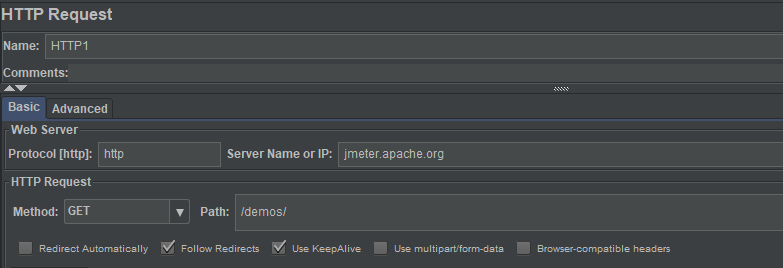 HTTP Request
Name: HTTP1
Comments:
Basic Advanced
Web Server
Protocol [http]: http Server Name or IP: jmeter.apache.org
HTTP Request
Method: GET Path: /demos/
Redirect Automatically Follow Redirects Use KeepAlive Use multipart/form-data Browser-compatible headers